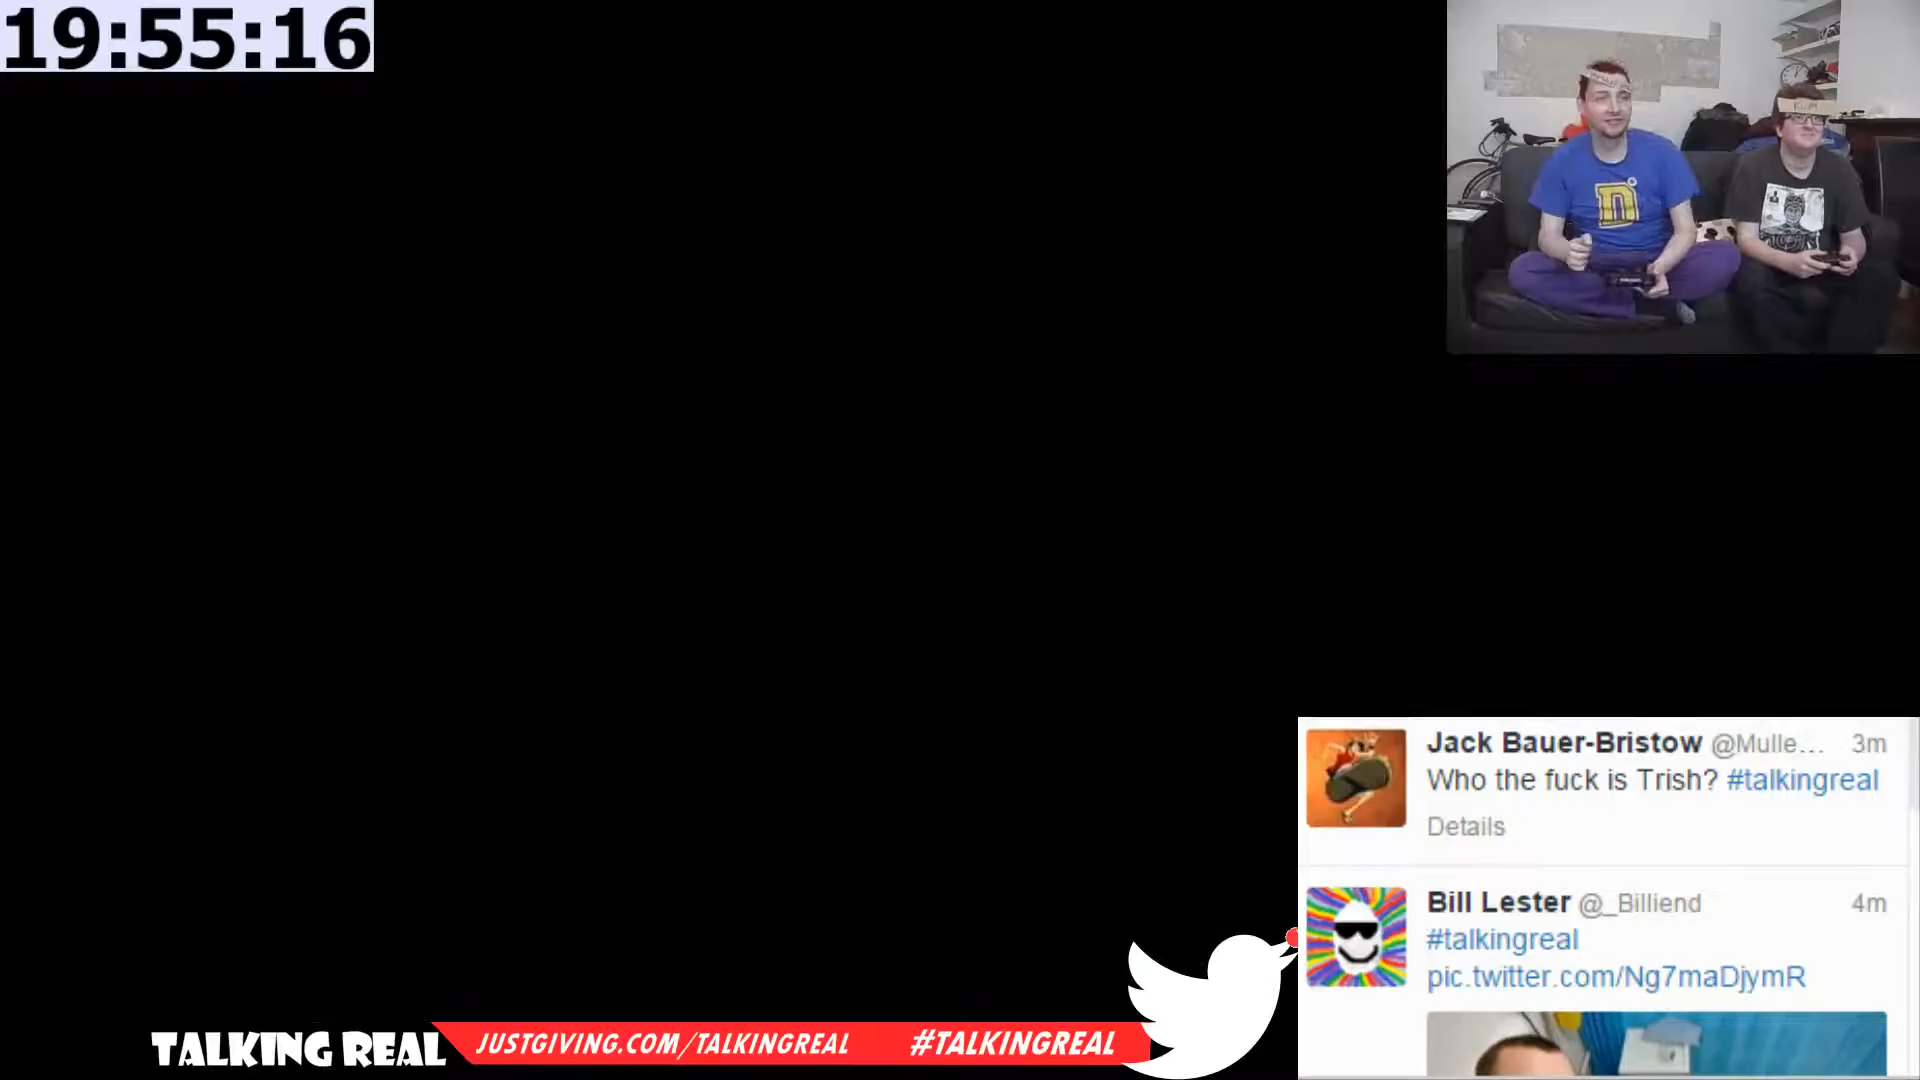 19:55:16
D
Jack Bauer-Bristow @Mulle... 3m
Who the fuck is Trish? #talkingreal
Details
Bill Lester @_Billiend 4m
#talkingreal
pic.twitter.com/Ng7maDjymR
TALKING REAL JUSTGIVING.COM/TALKINGREAL #TALKINGREAL